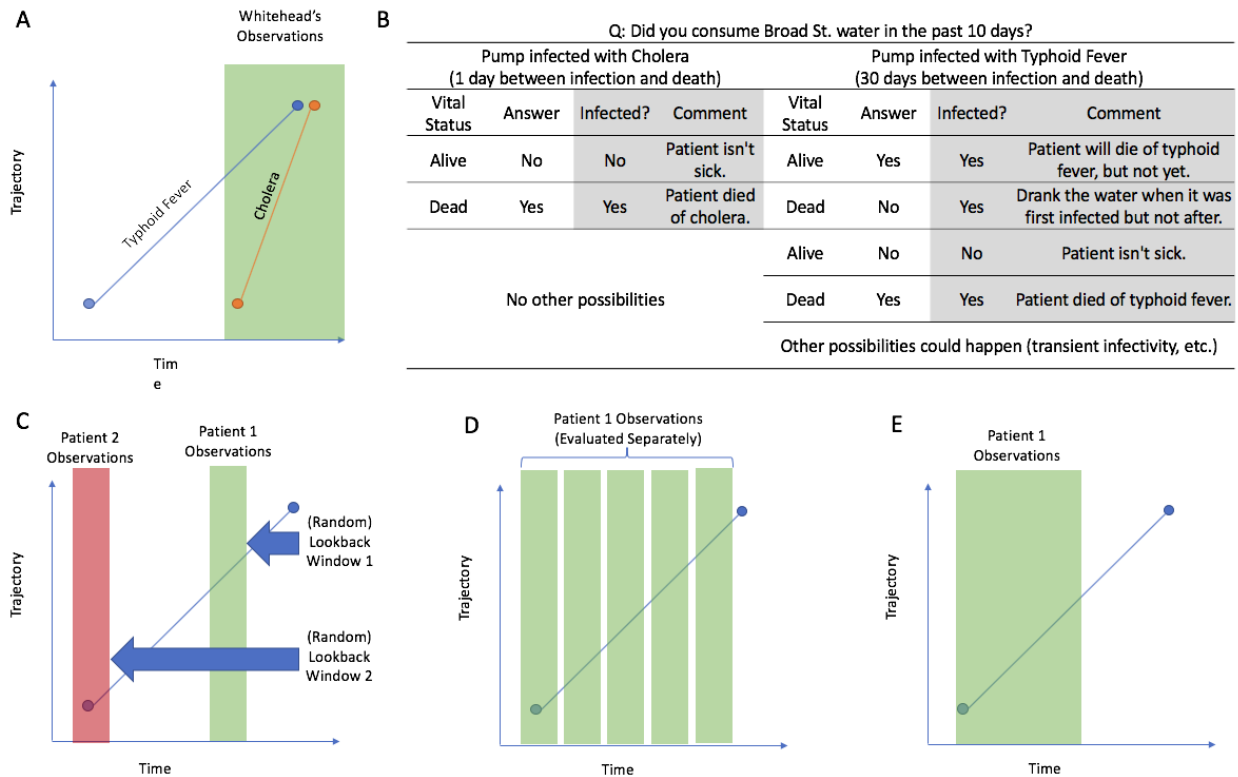 A
Whitehead's
Observations
Trajectory
Typhoid Fever
Cholera
Tim
e
B
Q: Did you consume Broad St. water in the past 10 days?
Pump infected with Cholera
(1 day between infection and death)
Pump infected with Typhoid Fever
(30 days between infection and death)
Vital
Status
Answer
Infected?
Comment
Vital
Status
Answer
Infected?
Comment
Alive
No
No
Patient isn't
sick.
Alive
Yes
Yes
Patient will die of typhoid
fever, but not yet.
Dead
Yes
Yes
Patient died
of cholera.
Dead
No
Yes
Drank the water when it was
first infected but not after.
No other possibilities
Alive
No
No
Patient isn't sick.
Dead
Yes
Yes
Patient died of typhoid fever.
Other possibilities could happen (transient infectivity, etc.)
C
Patient 2
Observations
Patient 1
Observations
(Random)
Lookback
Window 1
(Random)
Lookback
Window 2
Trajectory
Time
D
Patient 1 Observations
(Evaluated Separately)
Trajectory
Time
E
Patient 1
Observations
Trajectory
Time